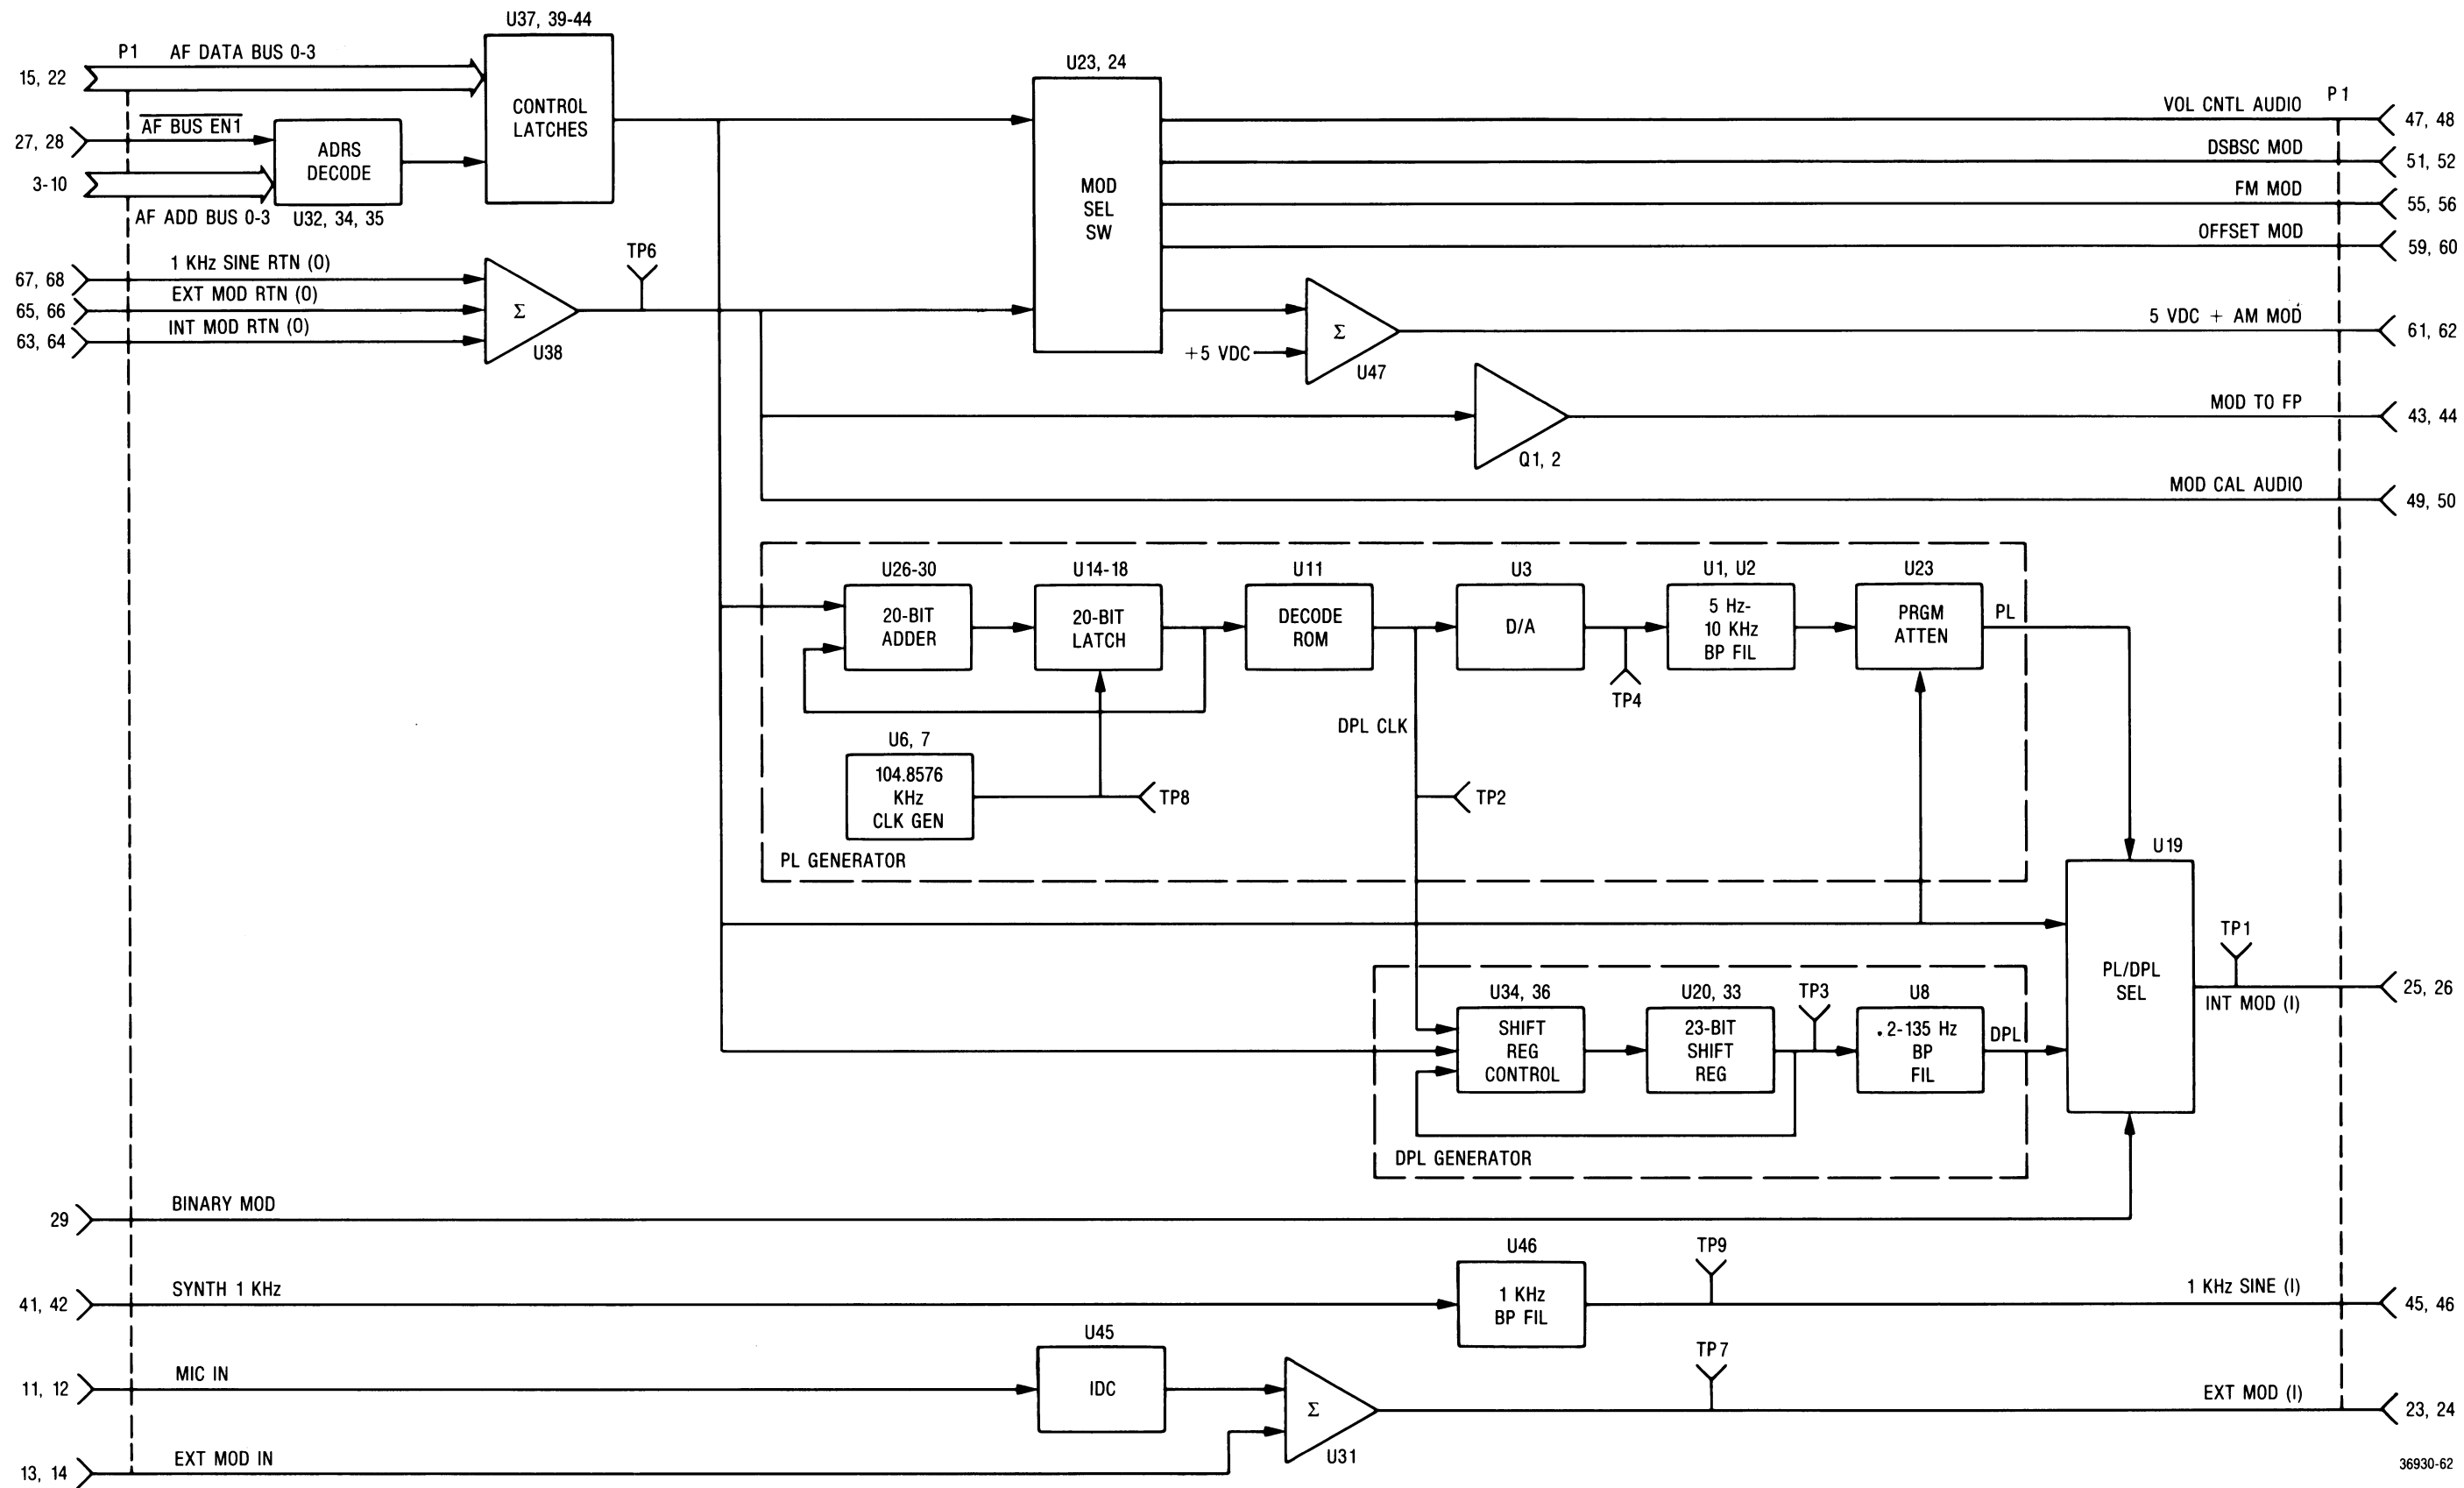 U37, 39-44
P1 AF DATA BUS 0-3
15, 22
CONTROL
LATCHES
AF BUS EN1
27, 28
ADRS
DECODE
3-10
AF ADD BUS 0-3
U32, 34, 35
1 KHz SINE RTN (O)
67, 68
EXT MOD RTN (O)
65, 66
INT MOD RTN (O)
63, 64
Σ
U38
TP6
U23, 24
MOD
SEL
SW
P1
VOL CNTL AUDIO
47, 48
DSBSC MOD
51, 52
FM MOD
55, 56
OFFSET MOD
59, 60
+5 VDC
Σ
U47
5 VDC + AM MOD
61, 62
Q1, 2
MOD TO FP
43, 44
MOD CAL AUDIO
49, 50
U26-30
20-BIT
ADDER
U14-18
20-BIT
LATCH
U11
DECODE
ROM
U3
D/A
TP4
U1, U2
5 Hz-
10 KHz
BP FIL
U23
PRGM
ATTEN
PL
DPL CLK
U6, 7
104.8576
KHz
CLK GEN
TP8
TP2
PL GENERATOR
U19
PL/DPL
SEL
TP1
INT MOD (I)
25, 26
U34, 36
SHIFT
REG
CONTROL
U20, 33
23-BIT
SHIFT
REG
TP3
U8
.2-135 Hz
BP
FIL
DPL
DPL GENERATOR
BINARY MOD
29
U46
1 KHz
BP FIL
TP9
SYNTH 1 KHz
41, 42
1 KHz SINE (I)
45, 46
U45
IDC
MIC IN
11, 12
Σ
U31
TP7
EXT MOD (I)
23, 24
EXT MOD IN
13, 14
36930-62